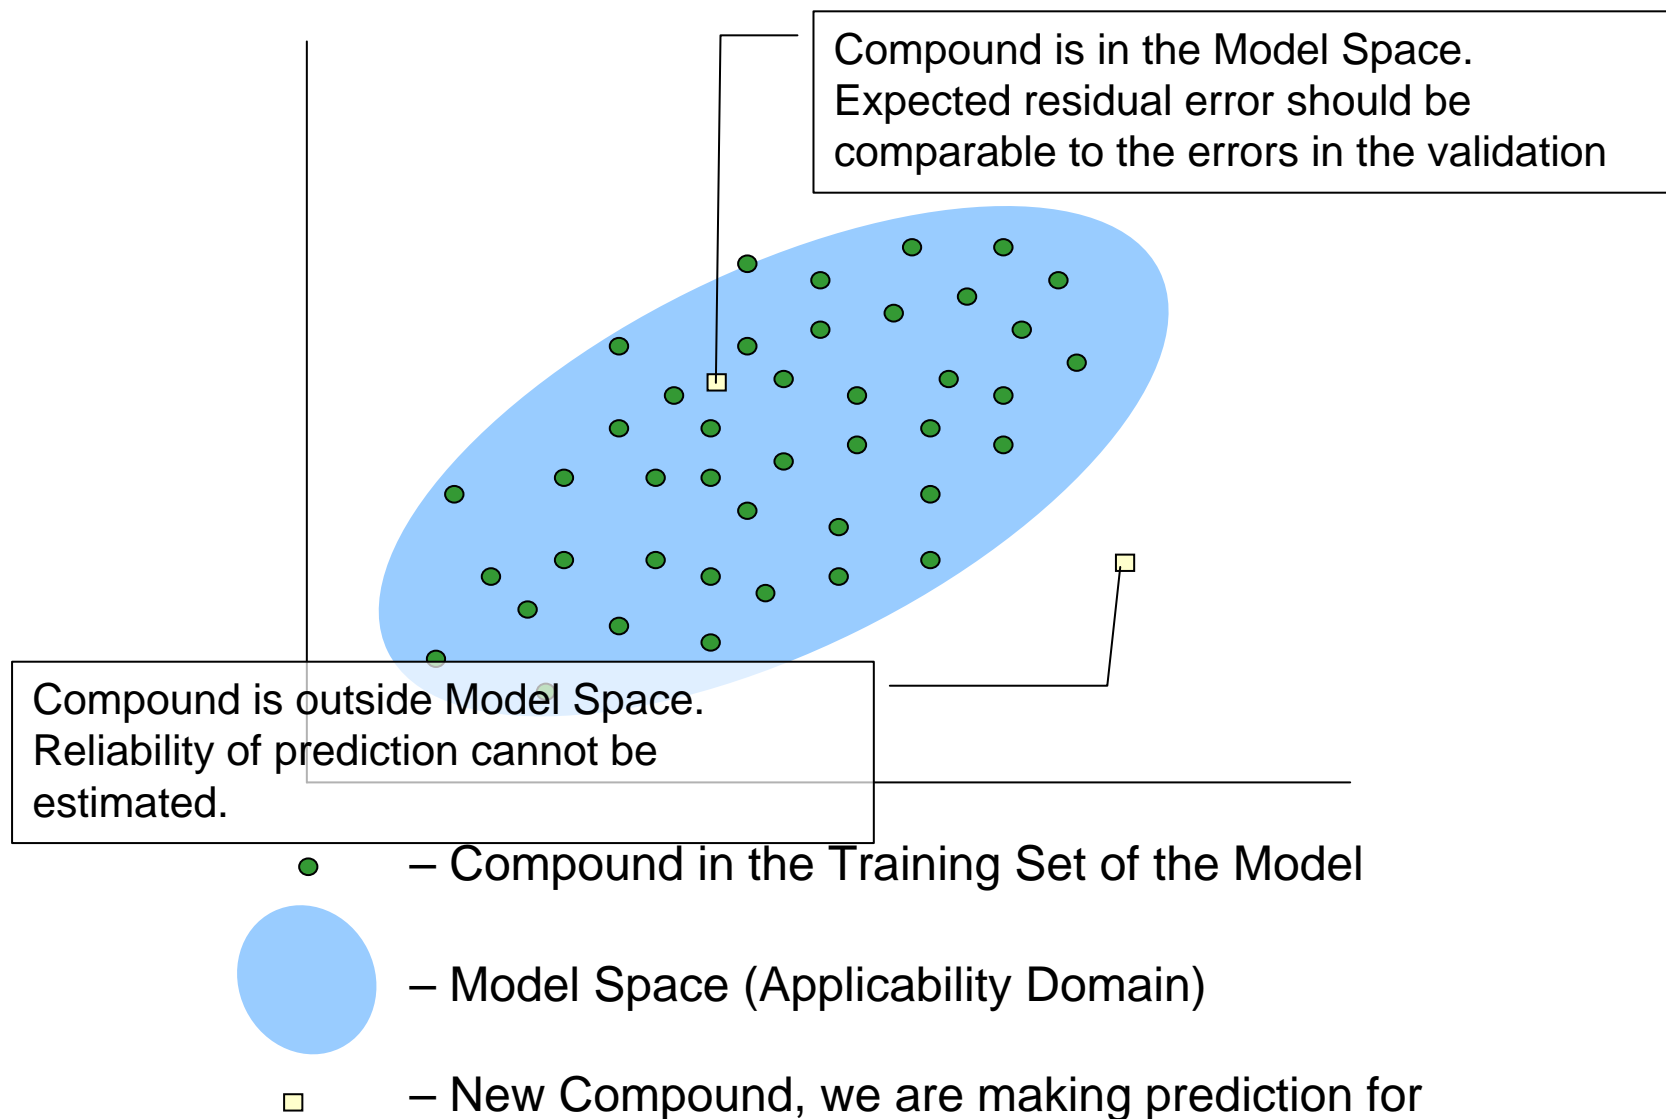 Compound is in the Model Space.
Expected residual error should be
comparable to the errors in the validation
Compound is outside Model Space.
Reliability of prediction cannot be
estimated.
– Compound in the Training Set of the Model
– Model Space (Applicability Domain)
– New Compound, we are making prediction for